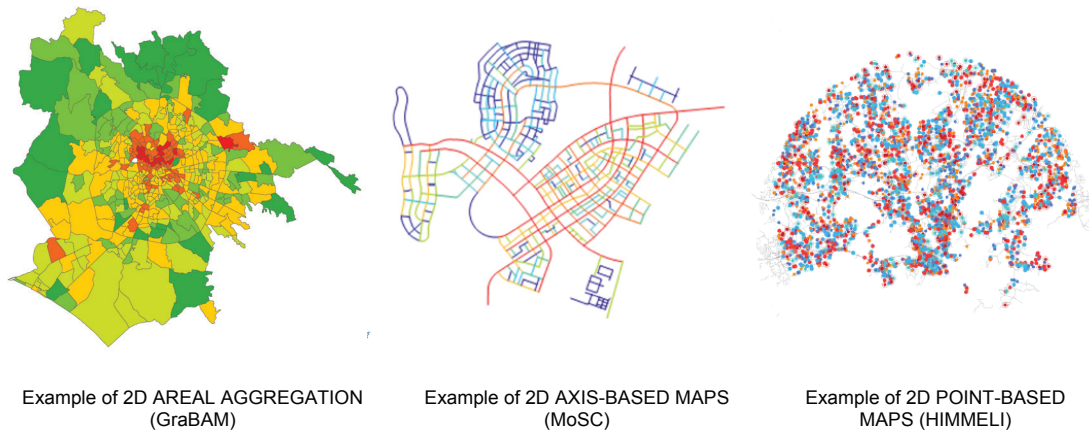 Example of 2D AREAL AGGREGATION
(GraBAM)
Example of 2D AXIS-BASED MAPS
(MoSC)
Example of 2D POINT-BASED
MAPS (HIMMELI)